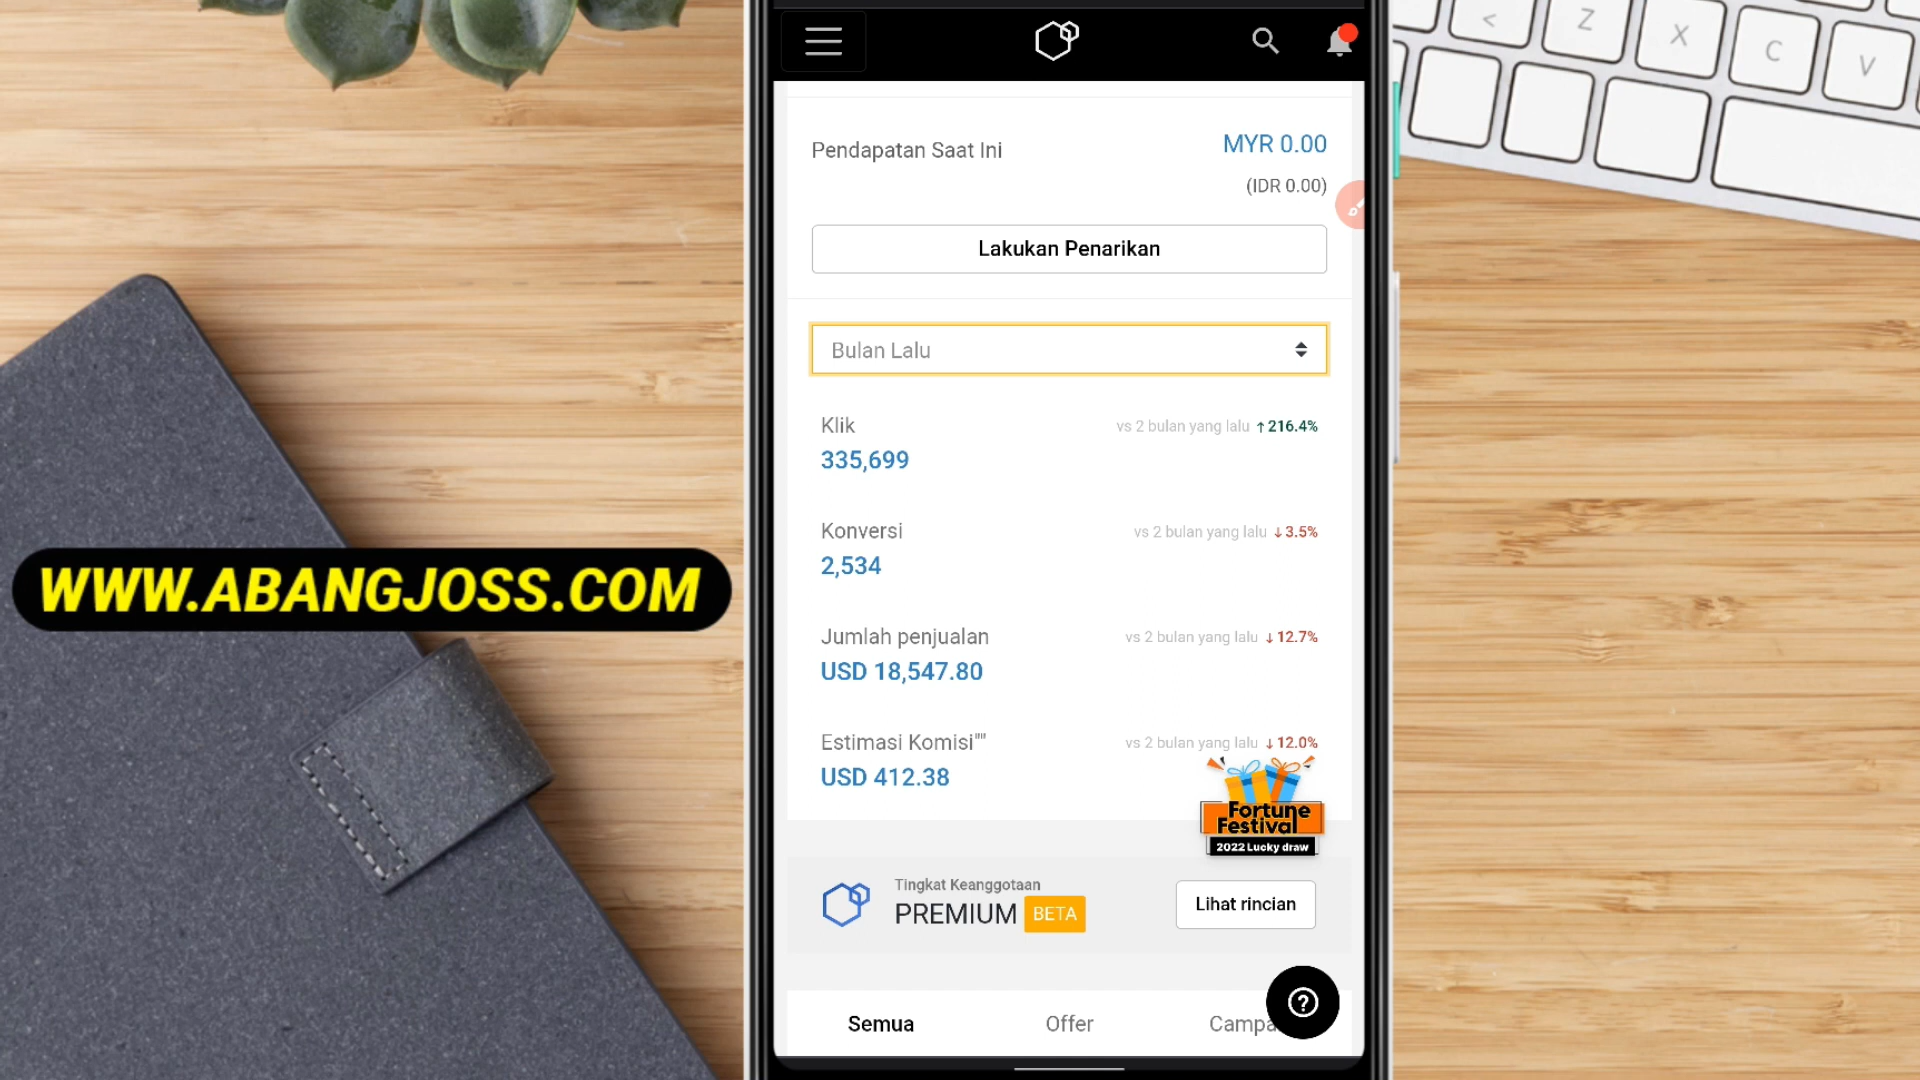 Pendapatan Saat Ini
MYR 0.00
(IDR 0.00)
Lakukan Penarikan
Bulan Lalu
Klik
vs 2 bulan yang lalu ↑ 216.4%
335,699
Konversi
vs 2 bulan yang lalu ↓ 3.5%
2,534
Jumlah penjualan
vs 2 bulan yang lalu ↓ 12.7%
USD 18,547.80
Estimasi Komisi""
vs 2 bulan yang lalu ↓ 12.0%
USD 412.38
Fortune
Festival
2022 Lucky draw
Tingkat Keanggotaan
PREMIUM BETA
Lihat rincian
Semua
Offer
WWW.ABANGJOSS.COM
<
Z
X
C
V